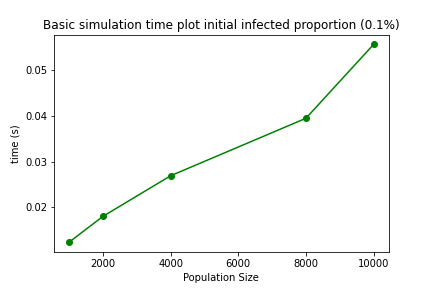 Basic simulation time plot initial infected proportion (0.1%)
0.05
0.04
0.03
0.02
time (s)
2000 4000 6000 8000 10000
Population Size